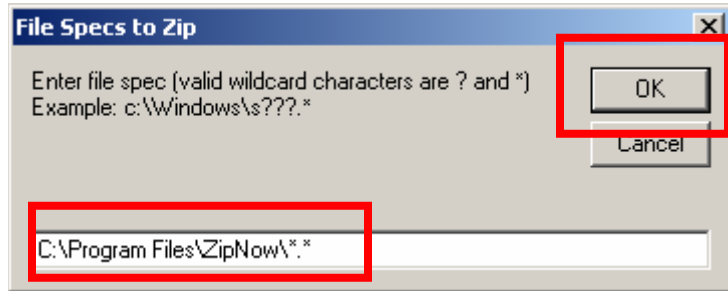 File Specs to Zip
Enter file spec (valid wildcard characters are ? and *)
Example: c:\Windows\s???.*
OK
Cancel
C:\Program Files\ZipNow\*.*